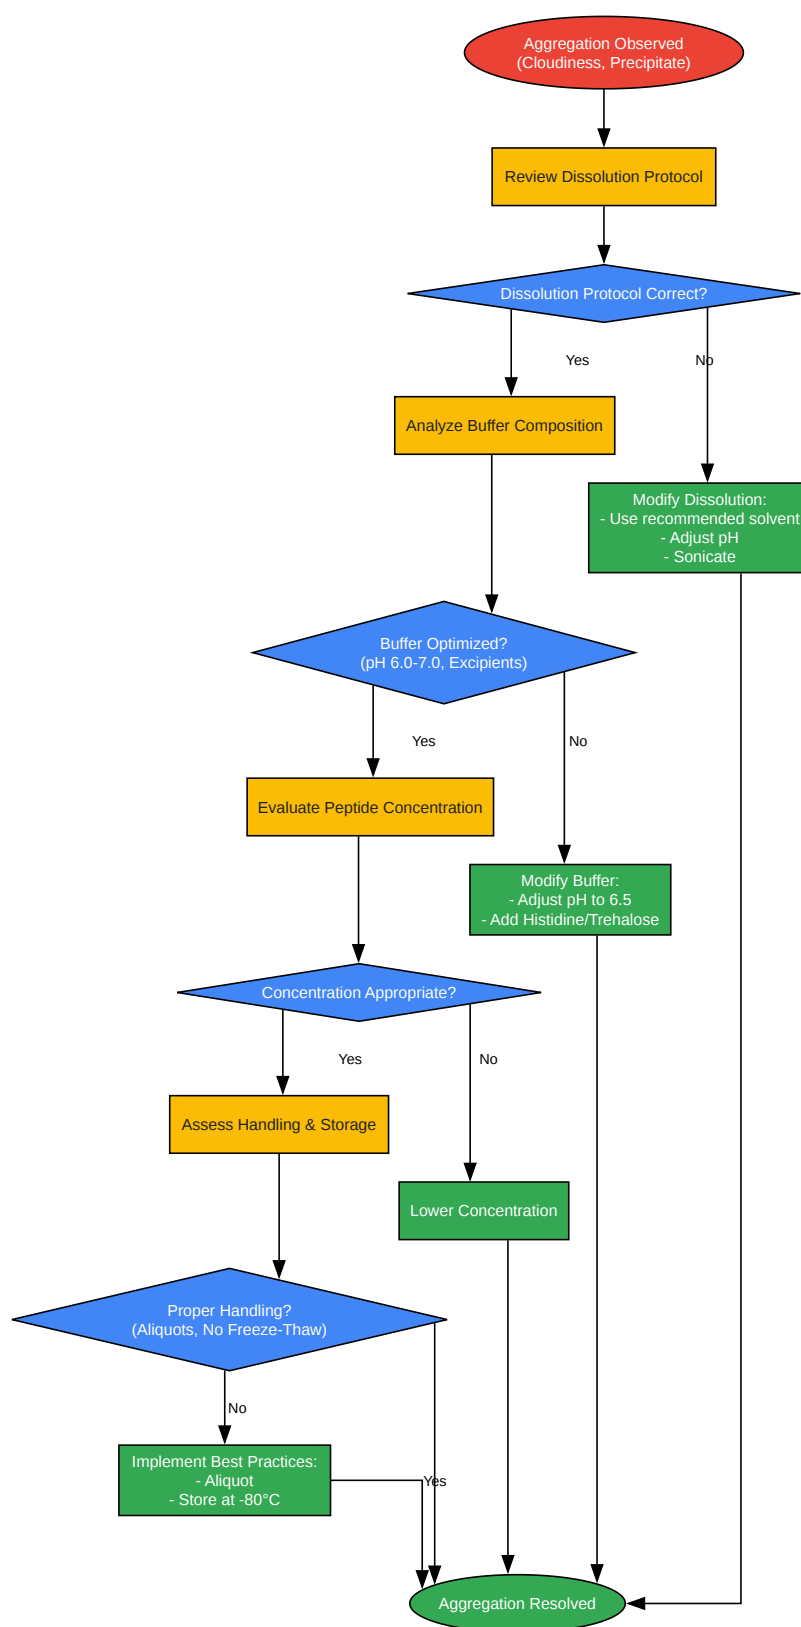 Aggregation Observed
(Cloudiness, Precipitate)
Review Dissolution Protocol
Dissolution Protocol Correct?
Yes
No
Analyze Buffer Composition
Modify Dissolution:
- Use recommended solvent
- Adjust pH
- Sonicate
Buffer Optimized?
(pH 6.0-7.0, Excipients)
Yes
No
Evaluate Peptide Concentration
Modify Buffer:
- Adjust pH to 6.5
- Add Histidine/Trehalose
Concentration Appropriate?
Yes
No
Assess Handling & Storage
Lower Concentration
Proper Handling?
(Aliquots, No Freeze-Thaw)
No
Implement Best Practices:
- Aliquot
- Store at -80°C
Yes
Aggregation Resolved